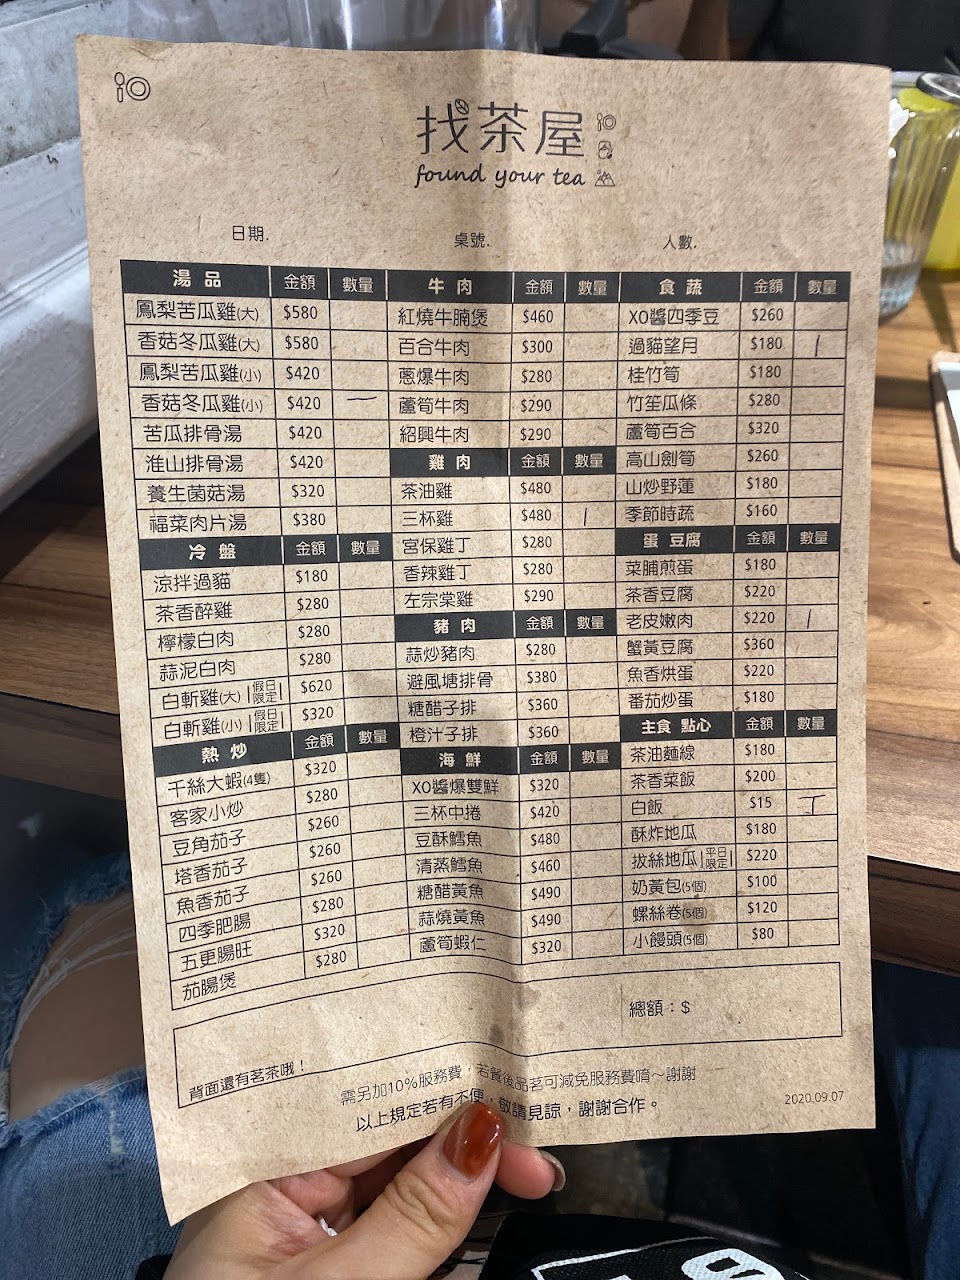 找茶屋
found your tea
日期.
桌號.
人數.
湯品 金額 數量
鳳梨苦瓜雞(大) $580
香菇冬瓜雞(大) $580
鳳梨苦瓜雞(小) $420
香菇冬瓜雞(小) $420 一
苦瓜排骨湯 $420
淮山排骨湯 $420
養生菌菇湯 $320
福菜肉片湯 $380
冷盤 金額 數量
涼拌過貓 $180
茶香醉雞 $280
檸檬白肉 $280
蒜泥白肉 $280
白斬雞(大) |假日限定| $620
白斬雞(小) |假日限定| $320
熱炒 金額 數量
千絲大蝦(4隻) $320
客家小炒 $280
豆角茄子 $260
塔香茄子 $260
魚香茄子 $260
四季肥腸 $280
五更腸旺 $320
茄腸煲 $280
牛肉 金額 數量
紅燒牛腩煲 $460
百合牛肉 $300
蔥爆牛肉 $280
蘆筍牛肉 $290
紹興牛肉 $290
雞肉 金額 數量
茶油雞 $480
三杯雞 $480 |
宮保雞丁 $280
香辣雞丁 $280
左宗棠雞 $290
豬肉 金額 數量
蒜炒豬肉 $280
避風塘排骨 $380
糖醋子排 $360
橙汁子排 $360
海鮮 金額 數量
XO醬爆雙鮮 $320
三杯中捲 $420
豆酥鱈魚 $480
清蒸鱈魚 $460
糖醋黃魚 $490
蒜燒黃魚 $490
蘆筍蝦仁 $320
食蔬 金額 數量
XO醬四季豆 $260
過貓望月 $180 |
桂竹筍 $180
竹笙瓜條 $280
蘆筍百合 $320
高山劍筍 $260
山炒野蓮 $180
季節時蔬 $160
蛋豆腐 金額 數量
菜脯煎蛋 $180
茶香豆腐 $220
老皮嫩肉 $220 |
蟹黃豆腐 $360
魚香烘蛋 $220
番茄炒蛋 $180
主食 點心 金額 數量
茶油麵線 $180
茶香菜飯 $200
白飯 $15 丅
酥炸地瓜 $180
拔絲地瓜 |平日限定| $220
奶黃包(5個) $100
螺絲卷(5個) $120
小饅頭(5個) $80
總額：$
背面還有茗茶哦！
需另加10%服務費，若餐後品茗可減免服務費唷～謝謝
以上規定若有不便，敬請見諒，謝謝合作。
2020.09.07